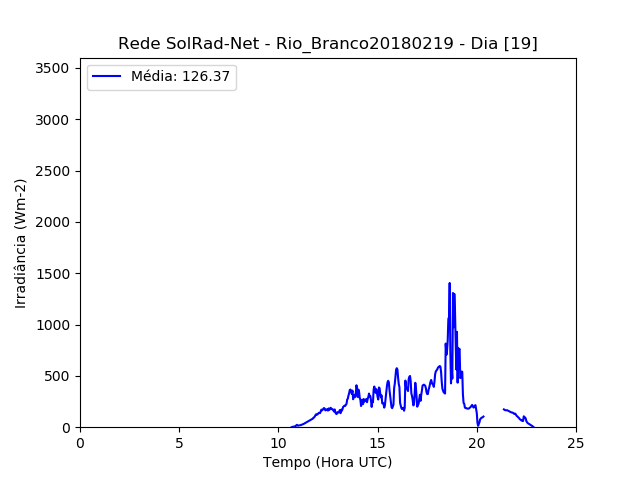 Rede SolRad-Net - Rio_Branco20180219 - Dia [19]
Média: 126.37
3500
3000
2500
2000
1500
1000
500
0
Irradiância (Wm-2)
0 5 10 15 20 25
Tempo (Hora UTC)